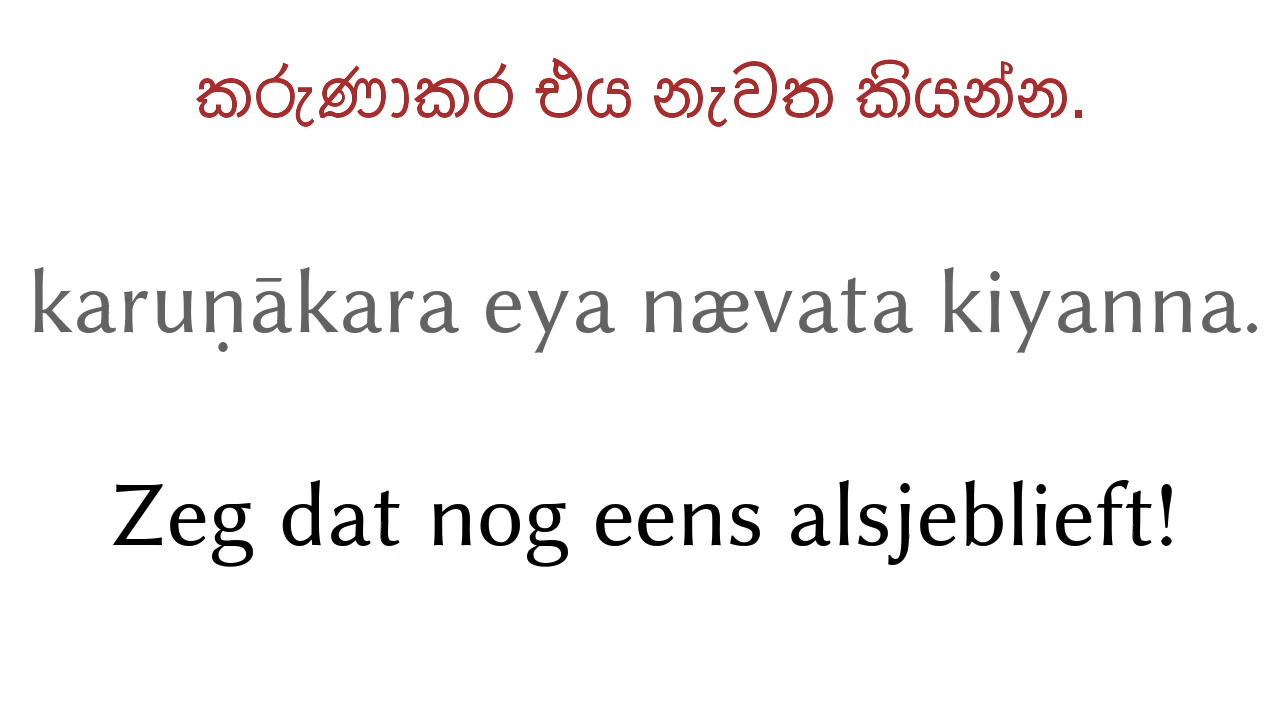 කරුණාකර එය නැවත කියන්න.
karuṇākara eya nævata kiyanna.
Zeg dat nog eens alsjeblieft!